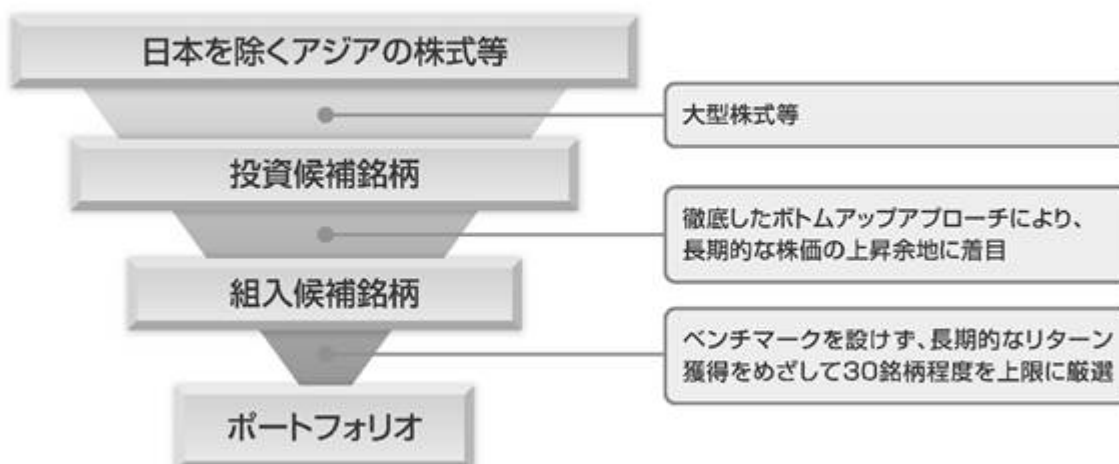 日本を除くアジアの株式等
大型株式等
投資候補銘柄
徹底したボトムアップアプローチにより、
長期的な株価の上昇余地に着目
組入候補銘柄
ベンチマークを設けず、長期的なリターン
獲得をめざして30銘柄程度を上限に厳選
ポートフォリオ